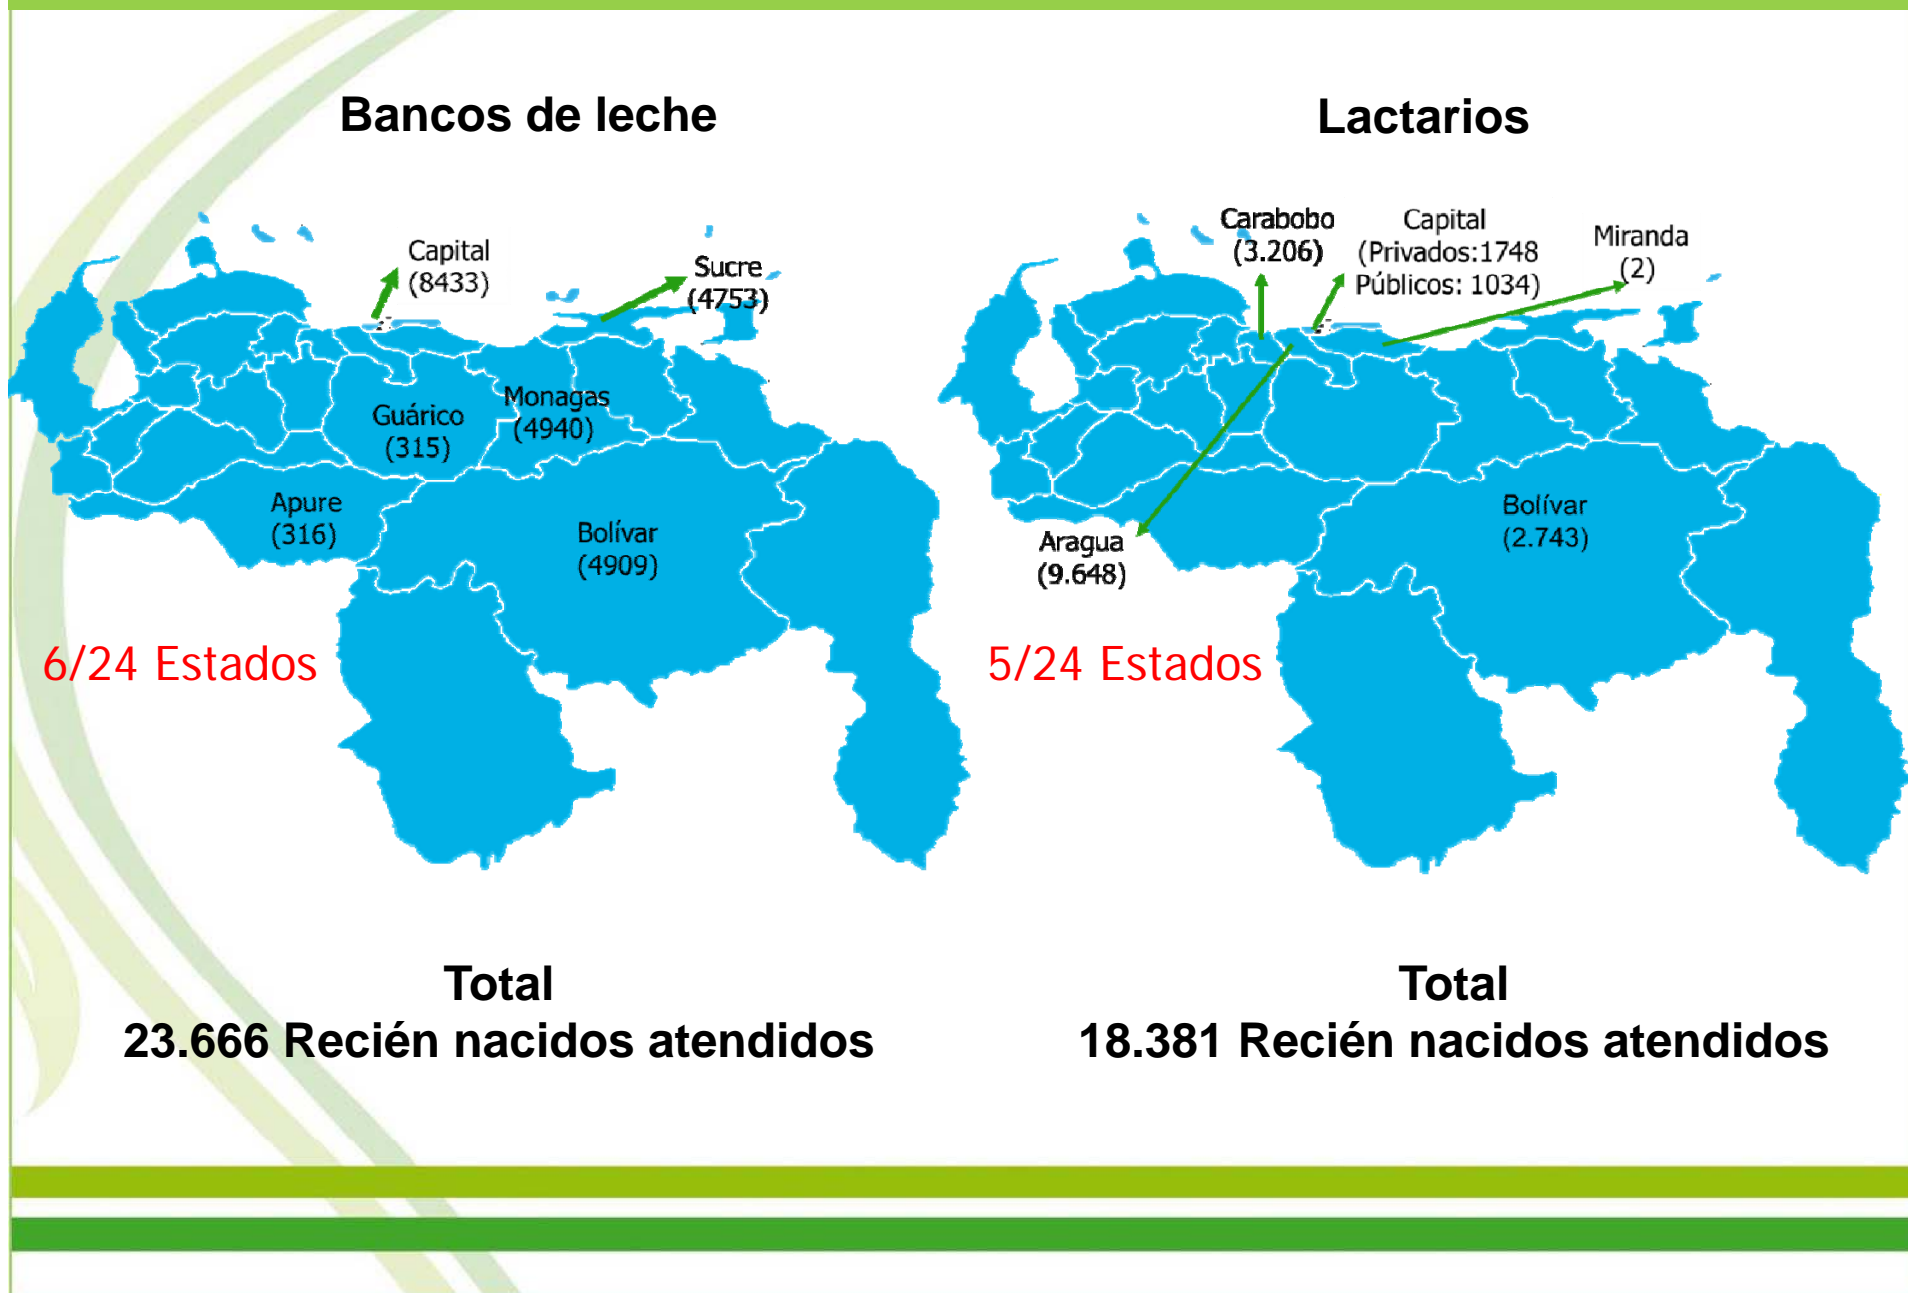 Bancos de leche
Capital
(8433)
Sucre
(4753)
Monagas
(4940)
Guárico
(315)
Apure
(316)
Bolívar
(4909)
6/24 Estados
Total
23.666 Recién nacidos atendidos
Lactarios
Carabobo
(3.206)
Capital
(Privados:1748
Públicos: 1034)
Miranda
(2)
Bolívar
(2.743)
Aragua
(9.648)
5/24 Estados
Total
18.381 Recién nacidos atendidos